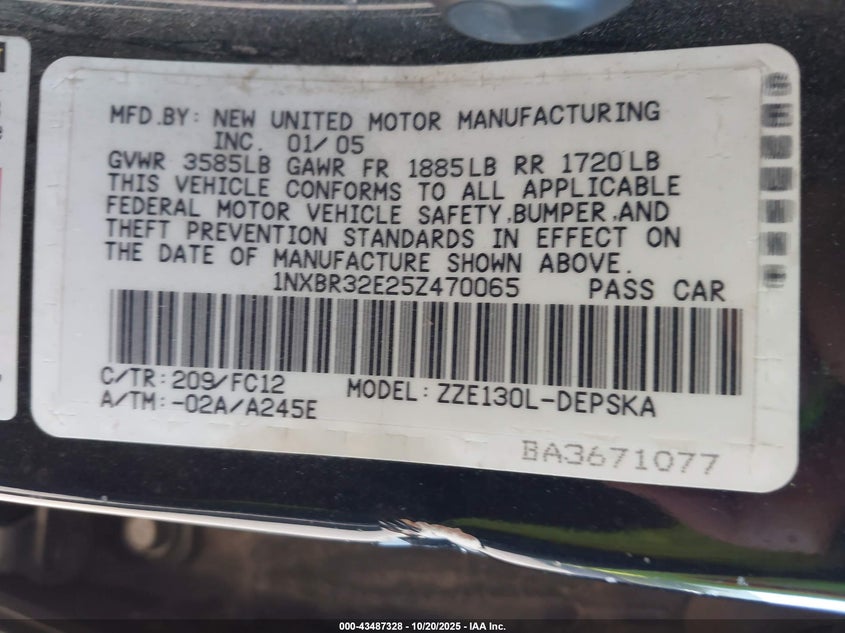 MFD.BY: NEW UNITED MOTOR MANUFACTURING
INC. 01/05
GVWR 3585LB GAWR FR 1885LB RR 1720LB
THIS VEHICLE CONFORMS TO ALL APPLICABLE
FEDERAL MOTOR VEHICLE SAFETY,BUMPER,AND
THEFT PREVENTION STANDARDS IN EFFECT ON
THE DATE OF MANUFACTURE SHOWN ABOVE.
1NXBR32E25Z470065 PASS CAR
C/TR: 209/FC12 MODEL: ZZE130L-DEPSKA
A/TM: -02A/A245E
BA3671077
000-43487328 - 10/20/2025 - IAA Inc.